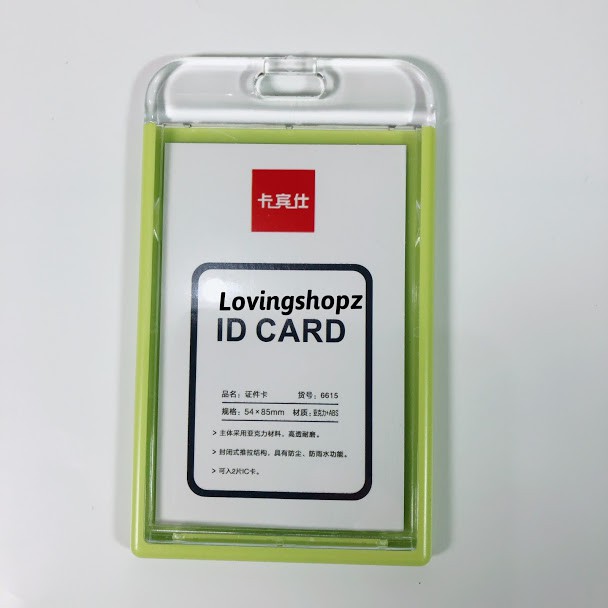 卡宾仕
Lovingshopz
ID CARD
品名：证件卡 货号：6615
规格：54×85mm 材质：亚克力+ABS
> 主体采用亚克力材料，高透耐磨。
> 封闭式推拉结构，具有防尘、防雨水功能。
> 可入2片IC卡。